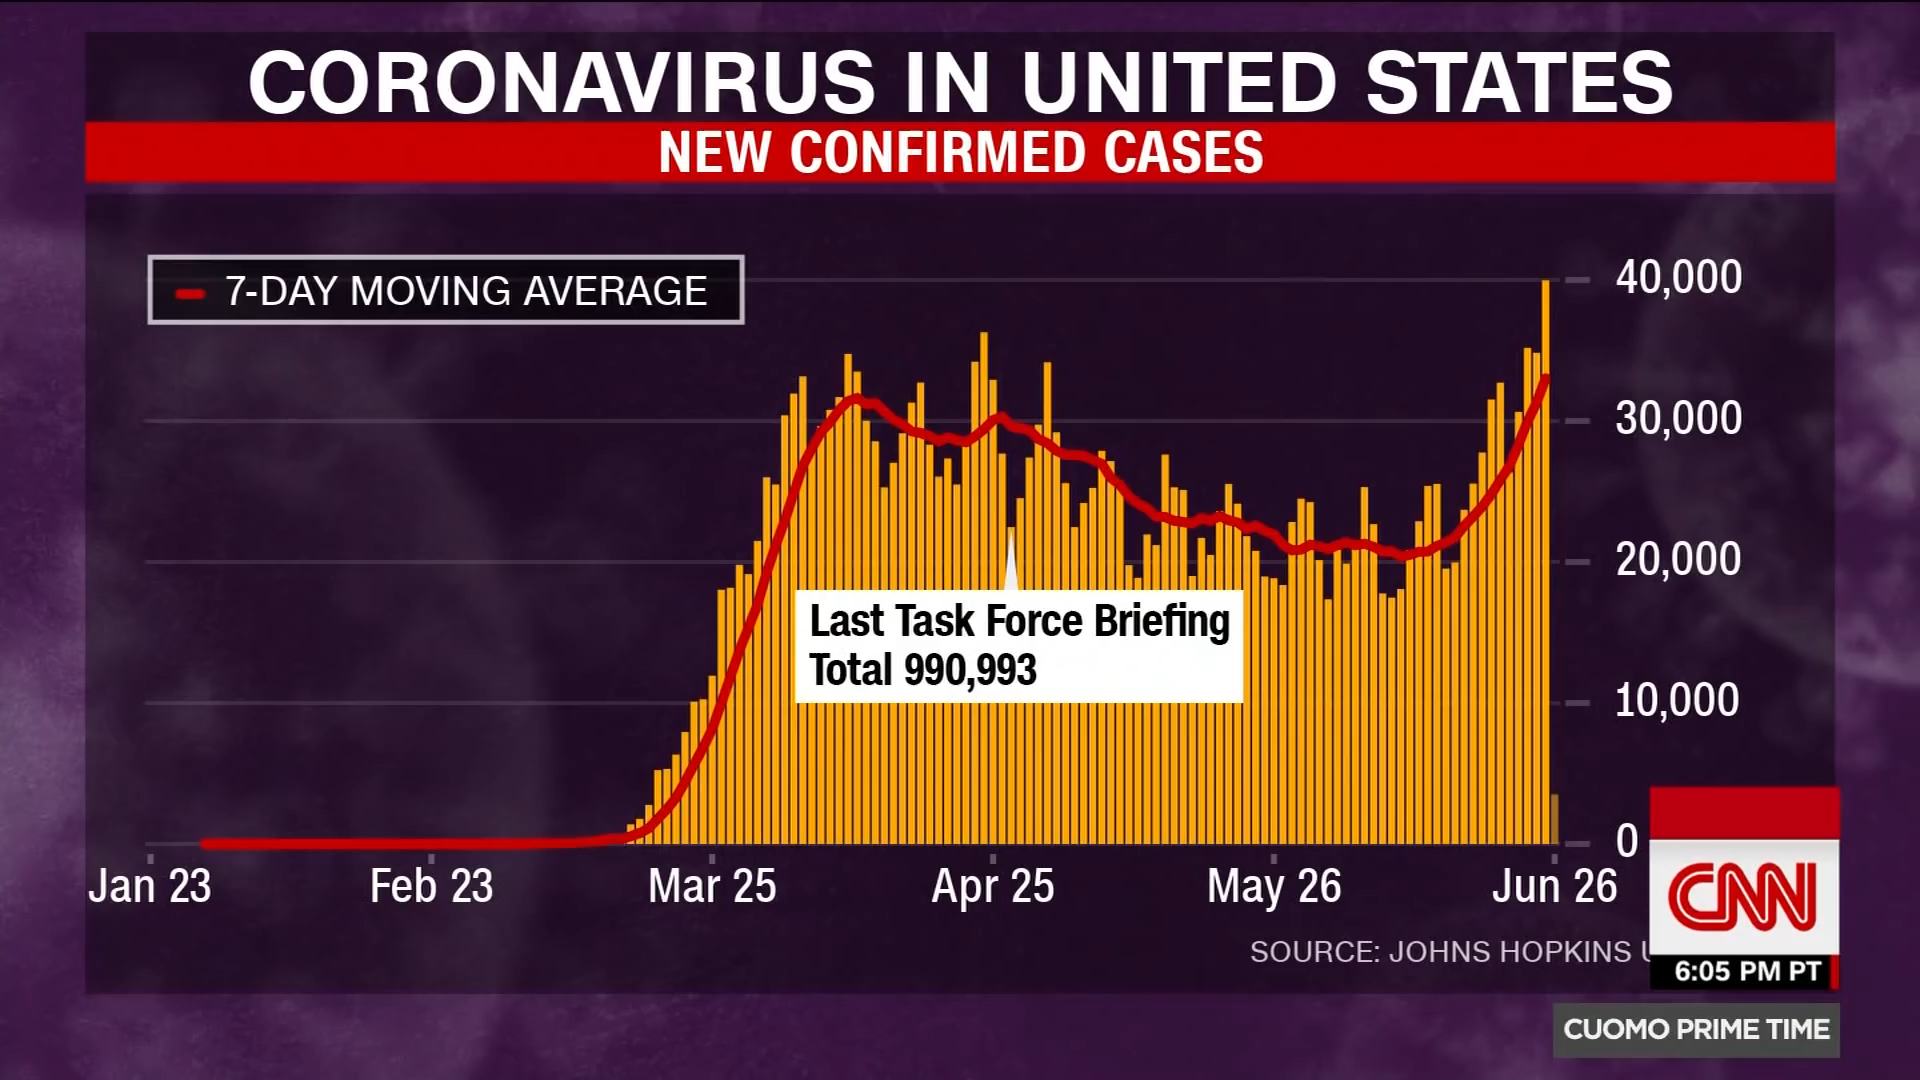 CORONAVIRUS IN UNITED STATES
NEW CONFIRMED CASES
7-DAY MOVING AVERAGE
40,000
30,000
20,000
10,000
0
Last Task Force Briefing
Total 990,993
Jan 23 Feb 23 Mar 25 Apr 25 May 26 Jun 26
SOURCE: JOHNS HOPKINS
CNN
6:05 PM PT
CUOMO PRIME TIME